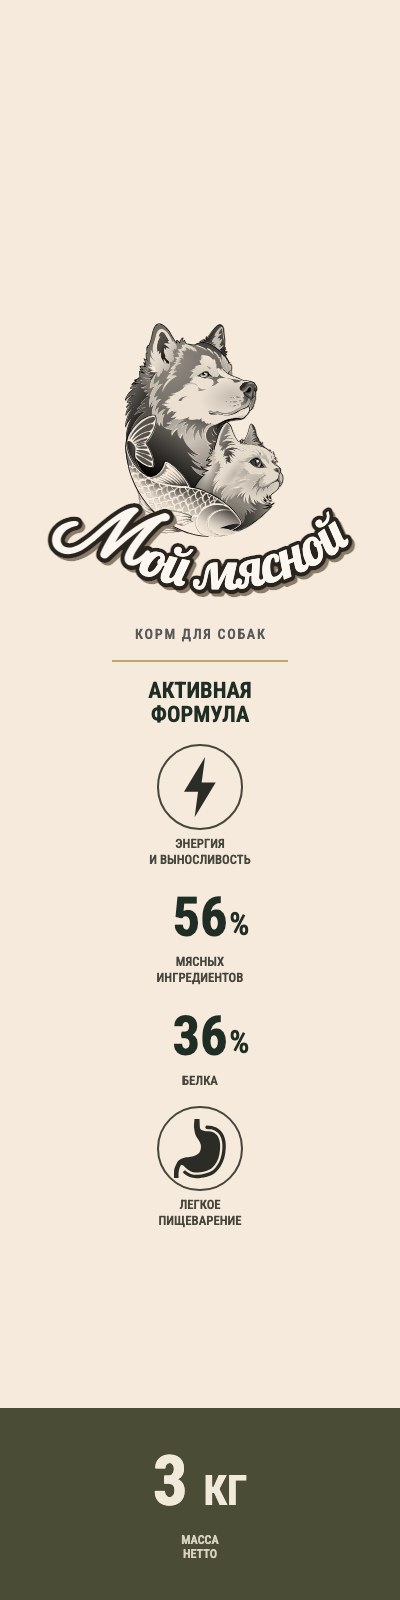 Мой мясной
КОРМ ДЛЯ СОБАК
АКТИВНАЯ
ФОРМУЛА
ЭНЕРГИЯ
И ВЫНОСЛИВОСТЬ
56%
МЯСНЫХ
ИНГРЕДИЕНТОВ
36%
БЕЛКА
ЛЕГКОЕ
ПИЩЕВАРЕНИЕ
3 кг
МАССА
НЕТТО